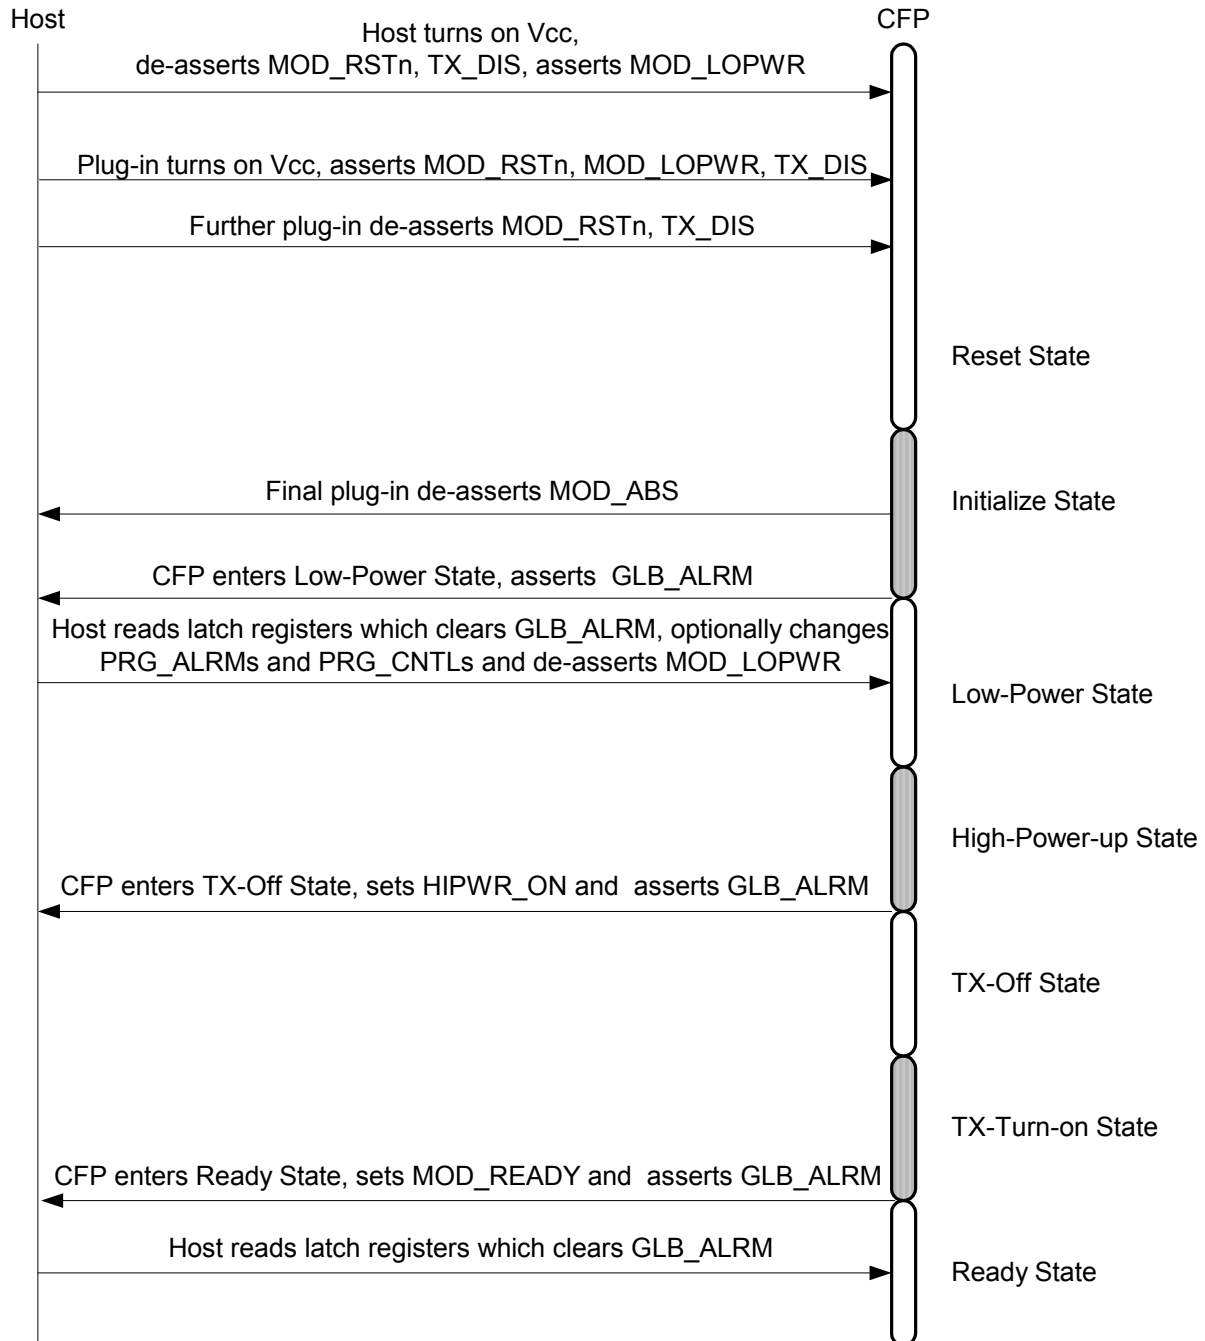 Host
CFP
Host turns on Vcc,
de-asserts MOD_RSTn, TX_DIS, asserts MOD_LOPWR
Plug-in turns on Vcc, asserts MOD_RSTn, MOD_LOPWR, TX_DIS
Further plug-in de-asserts MOD_RSTn, TX_DIS
Reset State
Final plug-in de-asserts MOD_ABS
Initialize State
CFP enters Low-Power State, asserts GLB_ALRM
Host reads latch registers which clears GLB_ALRM, optionally changes
PRG_ALRMs and PRG_CNTLs and de-asserts MOD_LOPWR
Low-Power State
High-Power-up State
CFP enters TX-Off State, sets HIPWR_ON and asserts GLB_ALRM
TX-Off State
TX-Turn-on State
CFP enters Ready State, sets MOD_READY and asserts GLB_ALRM
Host reads latch registers which clears GLB_ALRM
Ready State